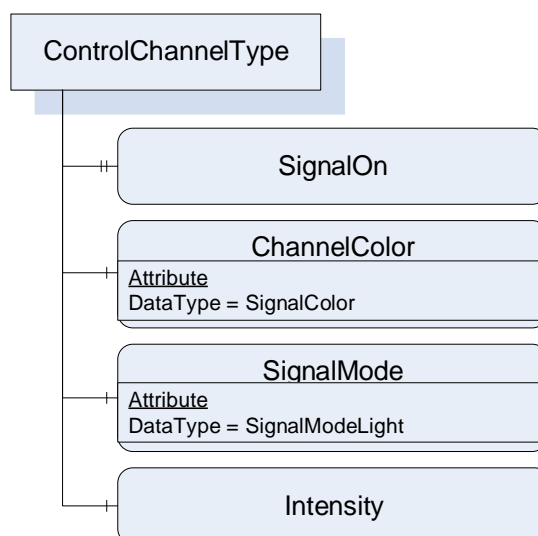 ControlChannelType
SignalOn
ChannelColor
Attribute
DataType = SignalColor
SignalMode
Attribute
DataType = SignalModeLight
Intensity